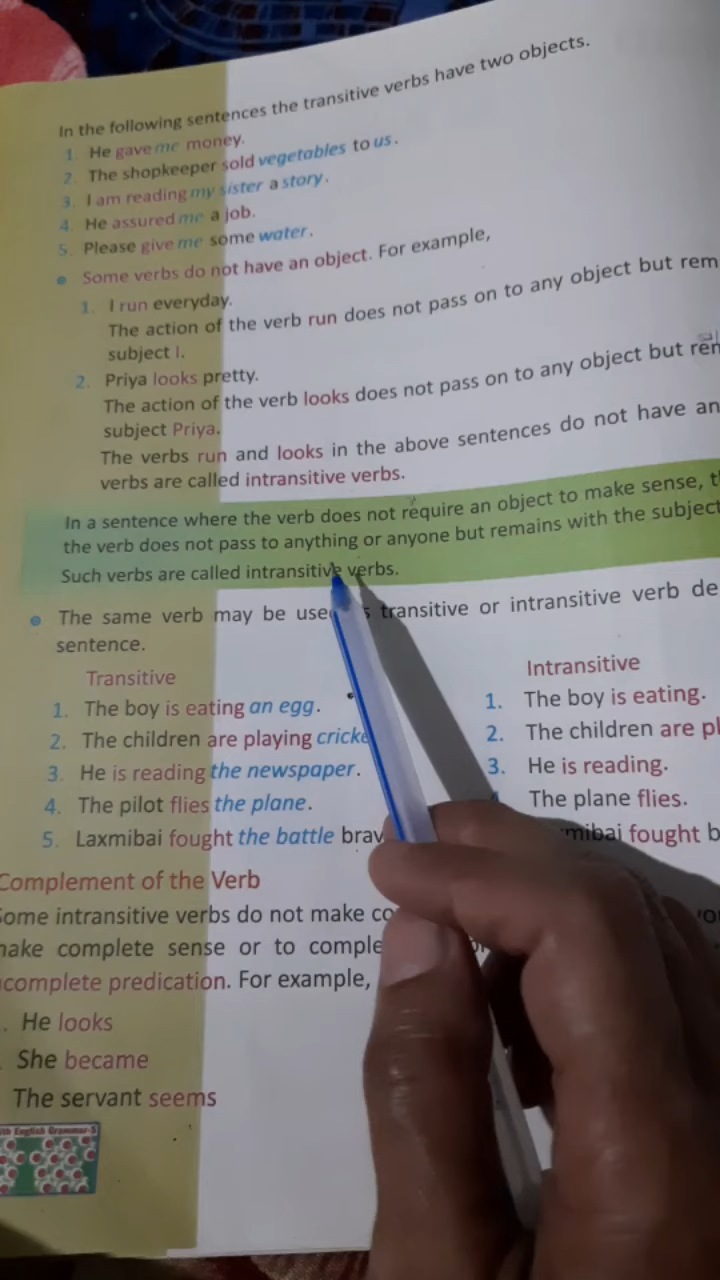 In the following sentences the transitive verbs have two objects.
1. He gave me money.
2. The shopkeeper sold vegetables to us.
3. I am reading my sister a story.
4. He assured me a job.
5. Please give me some water.
Some verbs do not have an object. For example,
1. I run everyday.
The action of the verb run does not pass on to any object but rem
subject I.
2. Priya looks pretty.
The action of the verb looks does not pass on to any object but
subject Priya.
The verbs run and looks in the above sentences do not have an
verbs are called intransitive verbs.
In a sentence where the verb does not require an object to make sense,
the verb does not pass to anything or anyone but remains with the subject
Such verbs are called intransitive verbs.
The same verb may be transitive or intransitive verb de
sentence.
Transitive
1. The boy is eating an egg.
2. The children are playing
3. He is reading the newspaper.
4. The pilot flies the plane.
5. Laxmibai fought the battle brav
Intransitive
1. The boy is eating.
2. The children are pl
3. He is reading.
The plane flies.
fought b
Complement of the Verb
Some intransitive verbs do not make co
make complete sense or to comple
complete predication. For example,
He looks
She became
The servant seems
English Grammar-5